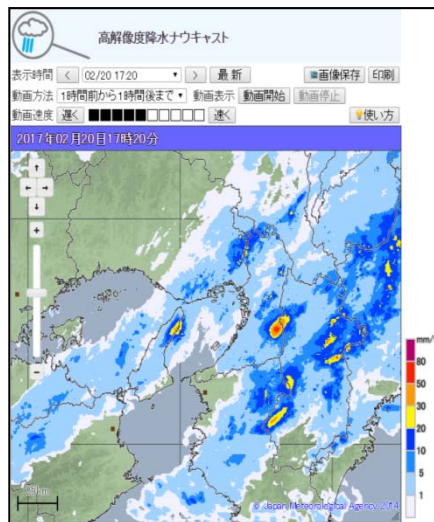 高解像度降水ナウキャスト
表示時間 < 02/20 17:20 ▼ > 最新 画像保存 印刷
動画方法 1時間前から1時間後まで ▼ 動画表示 動画開始 動画停止
動画速度 遅く 速く 使い方
2017年02月20日17時20分
↑
← →
↓
+
-
mm/
80
50
30
20
10
5
1
© Japan Meteorological Agency 2014